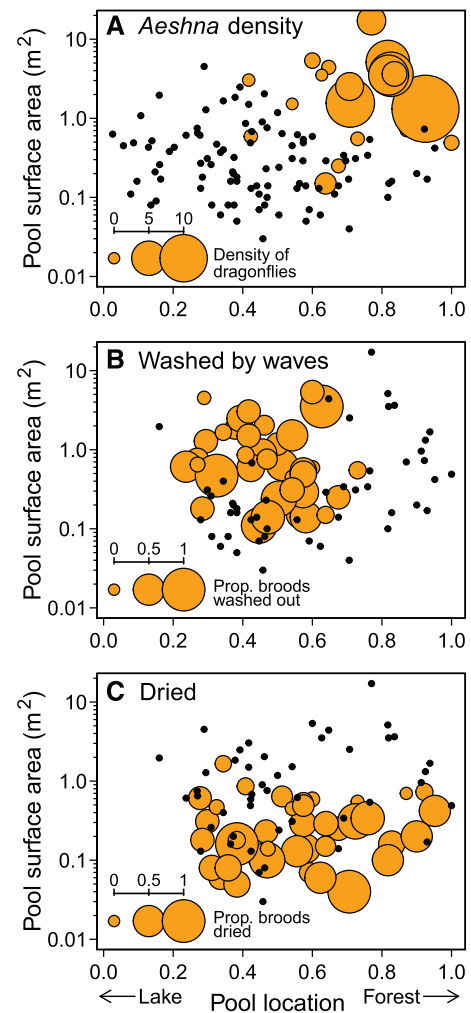 A Aeshna density
Pool surface area (m²)
10
1.0
0.1
0.01
0 5 10
Density of
dragonflies
0.0 0.2 0.4 0.6 0.8 1.0
B Washed by waves
Pool surface area (m²)
10
1.0
0.1
0.01
0 0.5 1
Prop. broods
washed out
0.0 0.2 0.4 0.6 0.8 1.0
C Dried
Pool surface area (m²)
10
1.0
0.1
0.01
0 0.5 1
Prop. broods
dried
0.0 0.2 0.4 0.6 0.8 1.0
←Lake Pool location Forest→